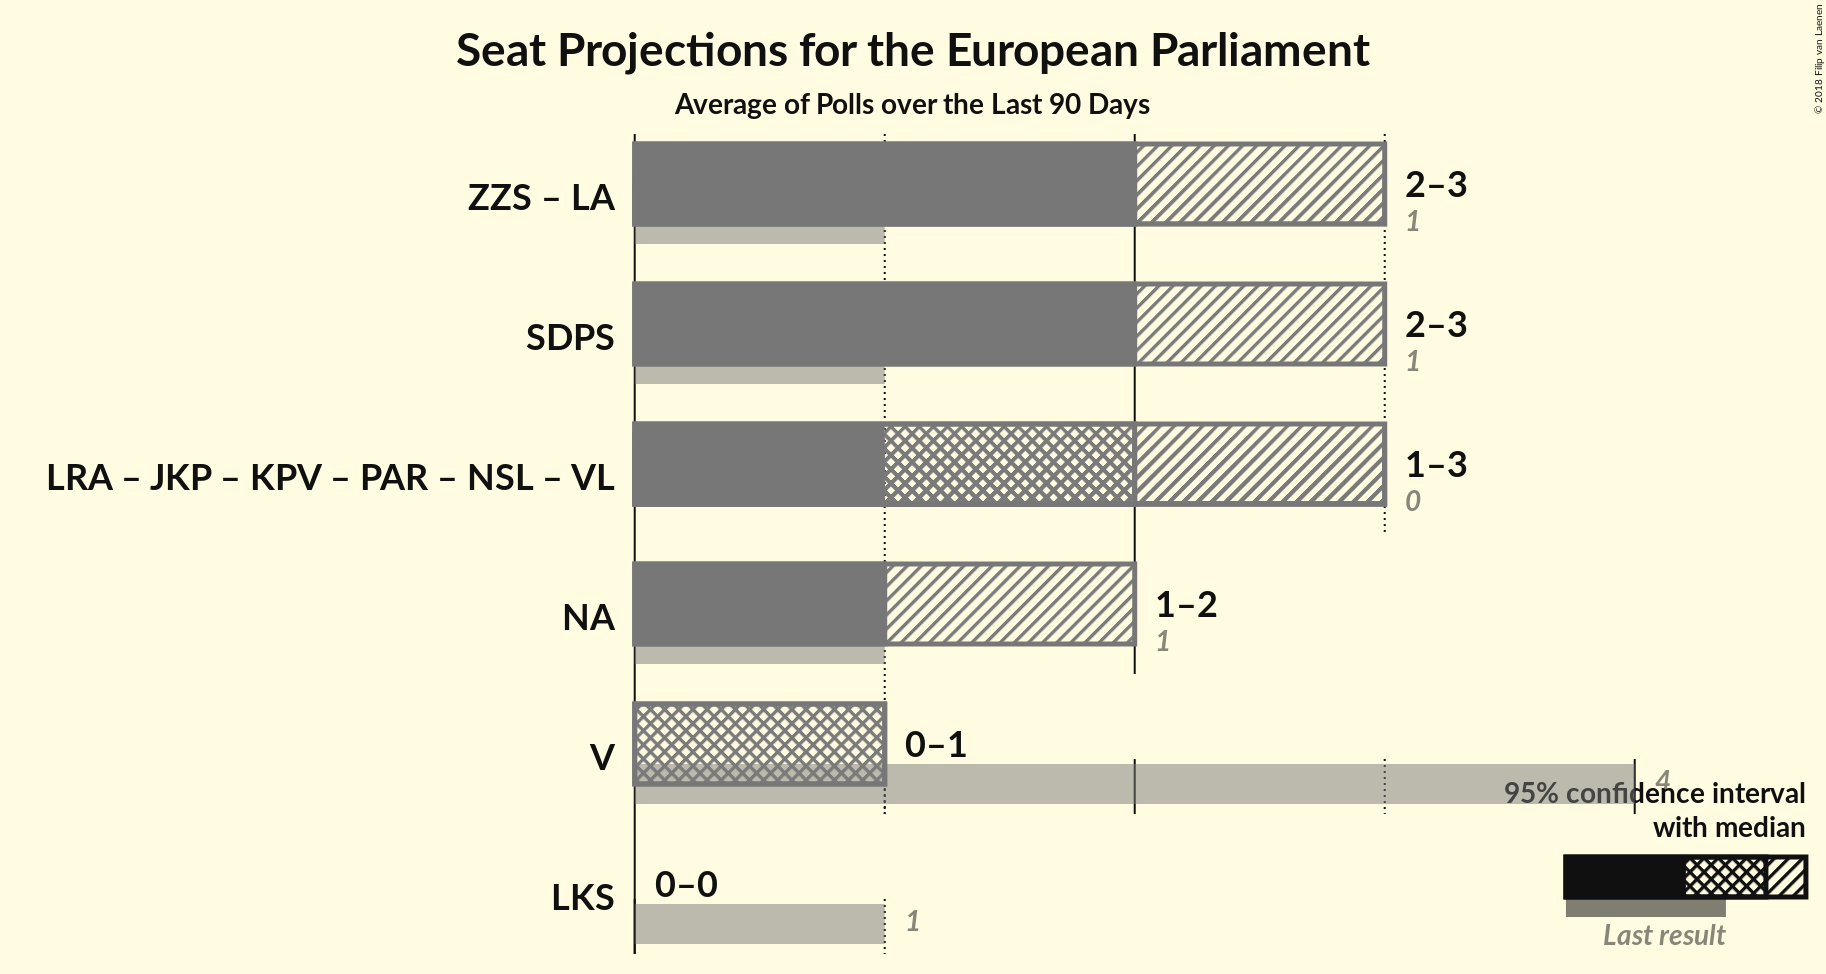 Seat Projections for the European Parliament
Average of Polls over the Last 90 Days
© 2018 Filip van Laenen
ZZS – LA
2–3
1
SDPS
2–3
1
LRA – JKP – KPV – PAR – NSL – VL
1–3
0
NA
1–2
1
V
0–1
4
LKS
0–0
1
95% confidence interval
with median
Last result